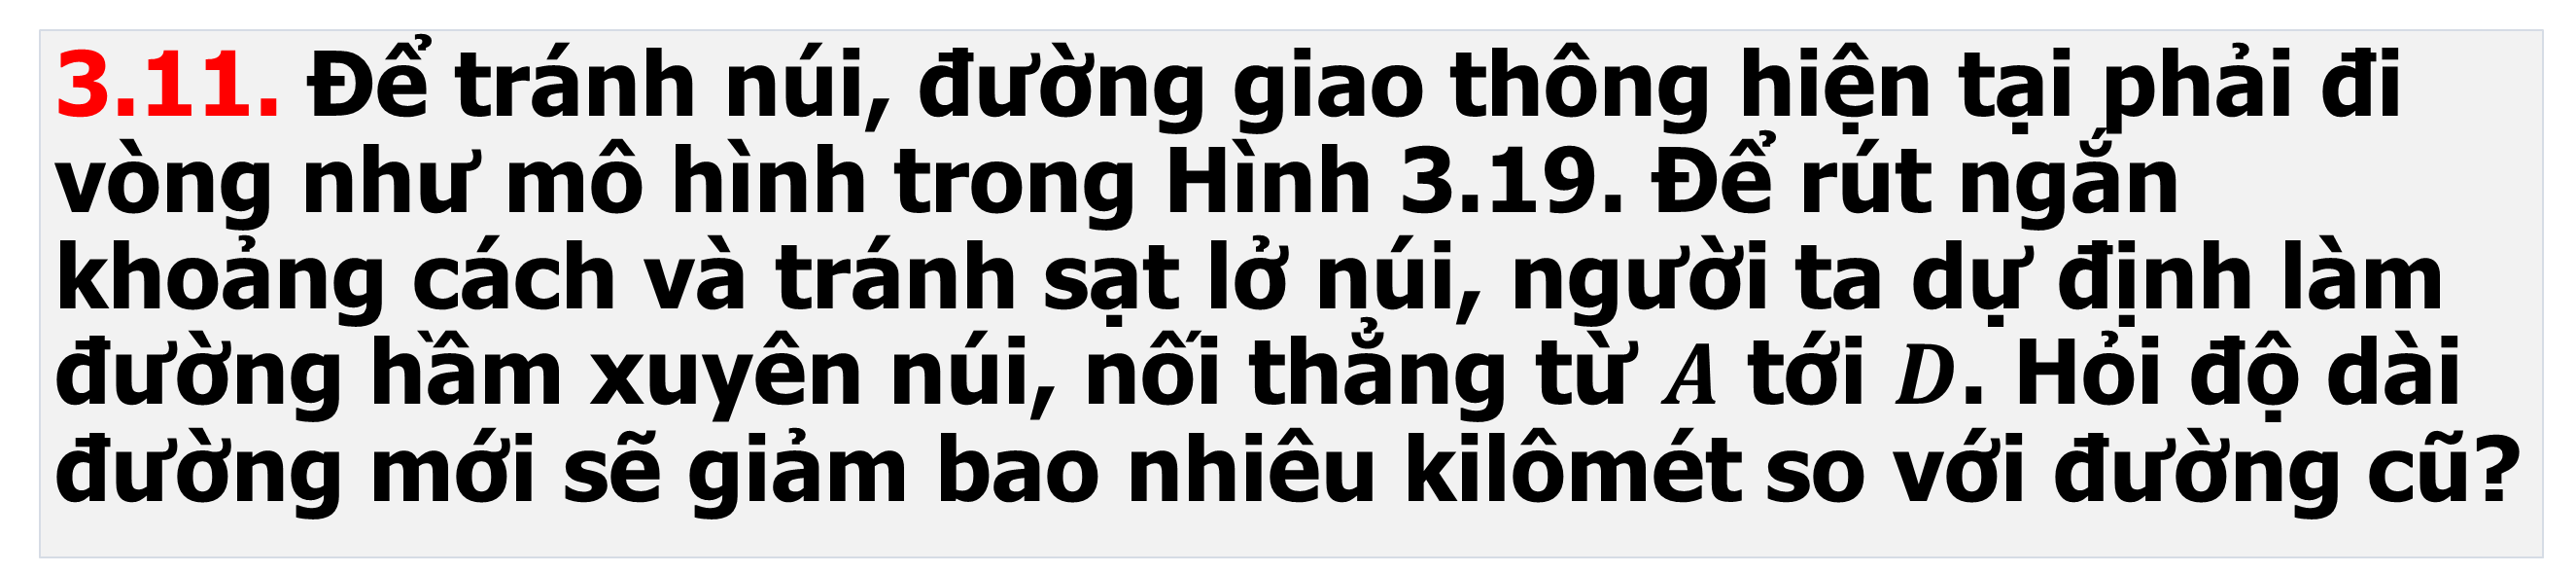 3.11. Để tránh núi, đường giao thông hiện tại phải đi
vòng như mô hình trong Hình 3.19. Để rút ngắn
khoảng cách và tránh sạt lở núi, người ta dự định làm
đường hầm xuyên núi, nối thẳng từ A tới D. Hỏi độ dài
đường mới sẽ giảm bao nhiêu kilômét so với đường cũ?